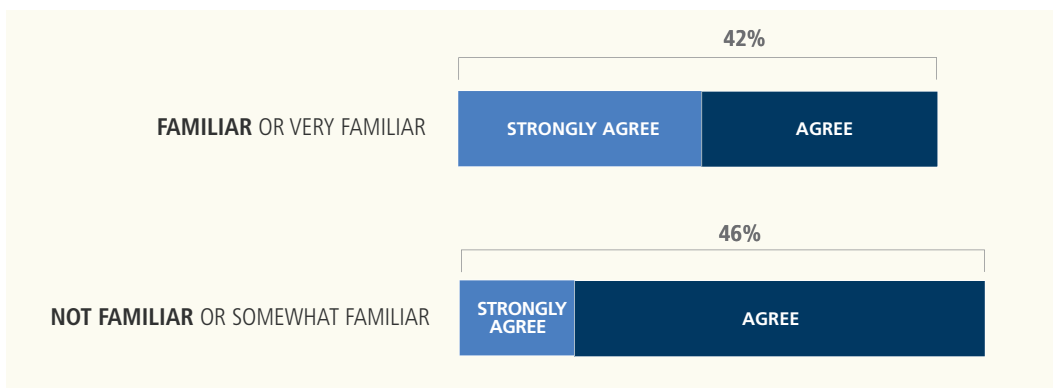 42%
FAMILIAR OR VERY FAMILIAR
STRONGLY AGREE
AGREE
46%
NOT FAMILIAR OR SOMEWHAT FAMILIAR
STRONGLY
AGREE
AGREE